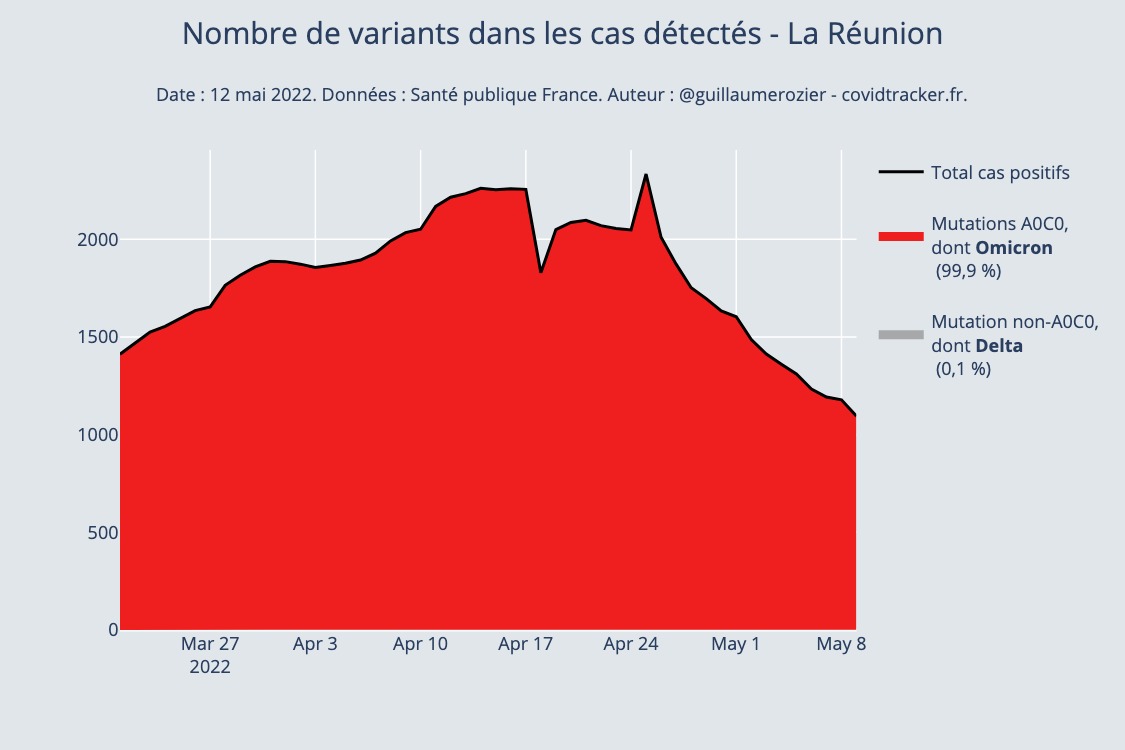 Nombre de variants dans les cas détectés - La Réunion
Date : 12 mai 2022. Données : Santé publique France. Auteur : @guillaumerozier - covidtracker.fr.
Total cas positifs
Mutations A0C0,
dont Omicron
(99,9 %)
Mutation non-A0C0,
dont Delta
(0,1 %)
2000
1500
1000
500
0
Mar 27
2022
Apr 3
Apr 10
Apr 17
Apr 24
May 1
May 8